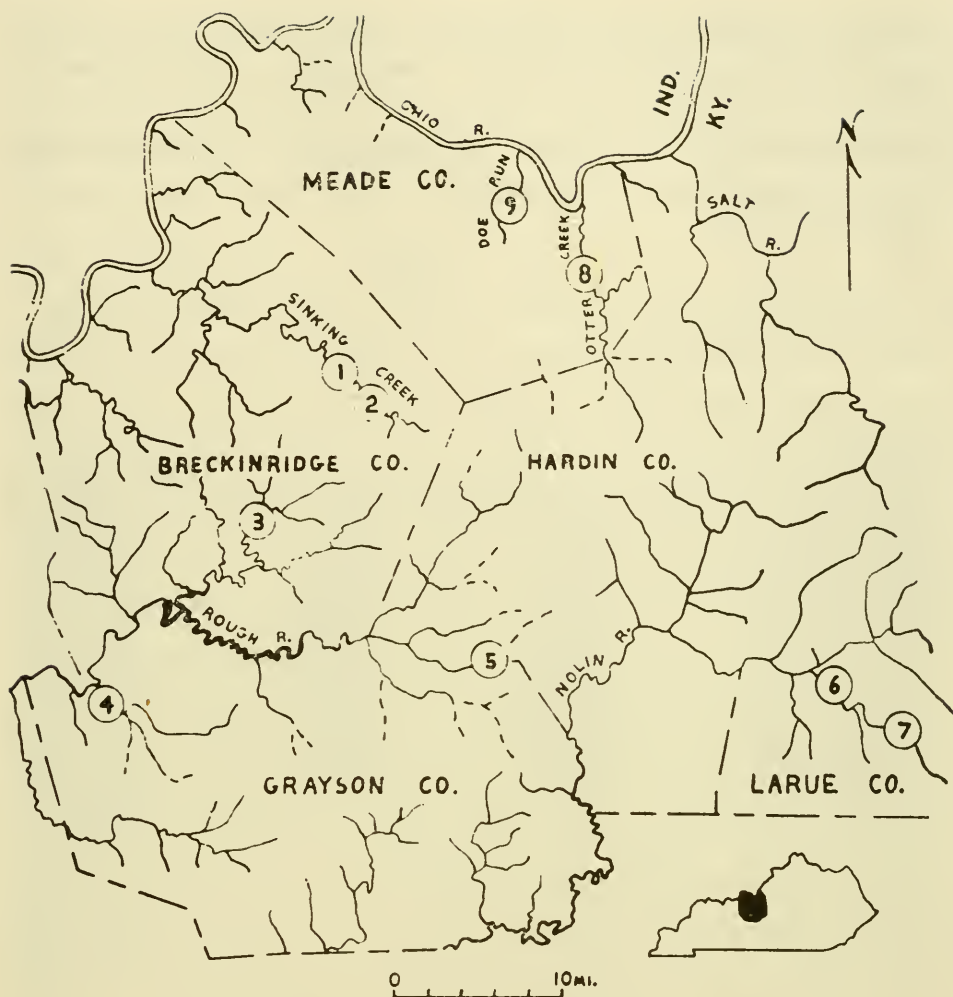 IND.
KY.
OHIO R.
N
MEADE CO.
DOE RUN
9
SALT R.
OTTER CREEK
8
SINKING CREEK
1
2
BRECKINRIDGE CO.
HARDIN CO.
3
ROUGH R.
5
NOLIN R.
4
6
7
GRAYSON CO.
LARUE CO.
0 10 MI.